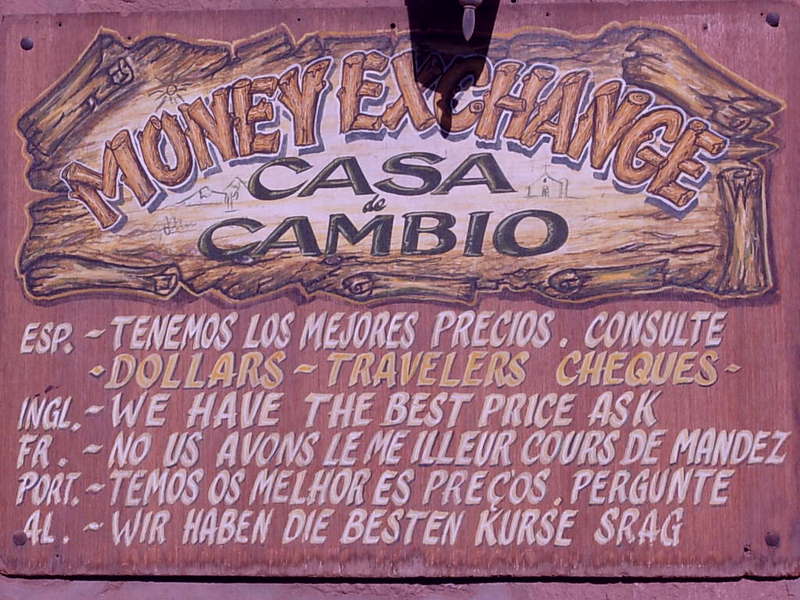 MONEY EXCHANGE
CASA
de
CAMBIO
ESP. - TENEMOS LOS MEJORES PRECIOS. CONSULTE
- DOLLARS - TRAVELERS CHEQUES -
INGL. - WE HAVE THE BEST PRICE ASK
FR. - NO US AVONS LE ME ILLEUR COURS DE MANDEZ
PORT. - TEMOS OS MELHOR ES PREÇOS. PERGUNTE
AL. - WIR HABEN DIE BESTEN KURSE SRAG